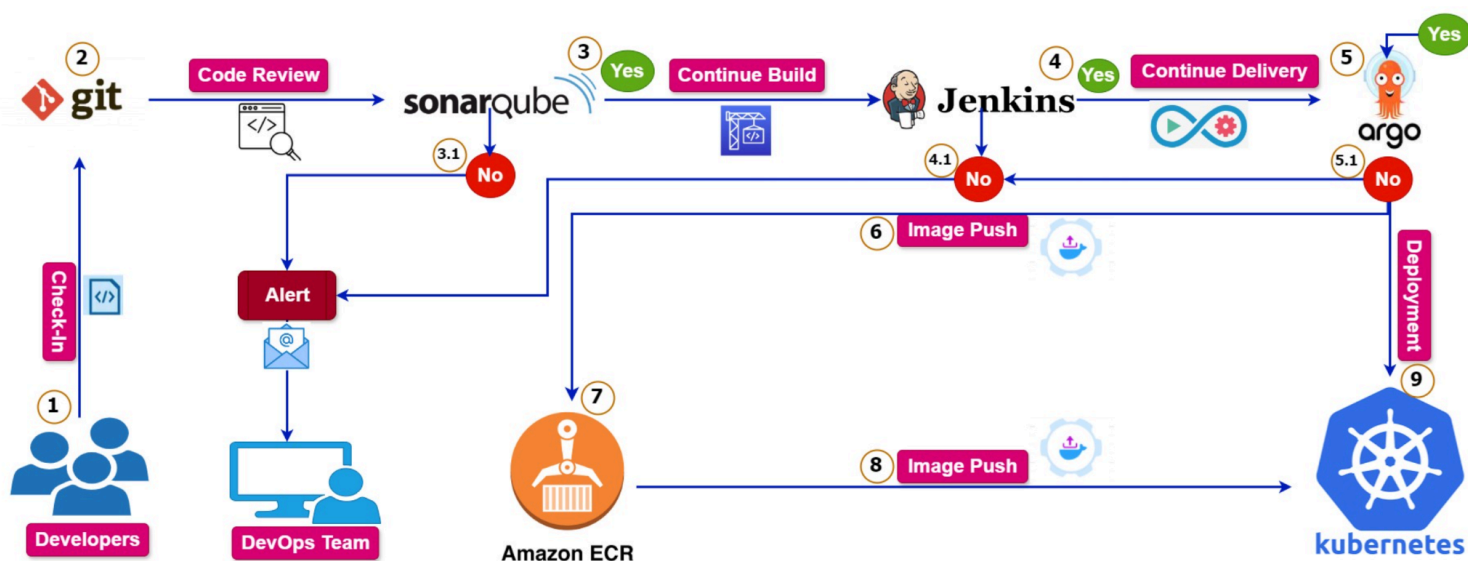 2
git
Code Review
</>
sonarqube
3
Yes
Continue Build
</>
Jenkins
4
Yes
Continue Delivery
5
Yes
argo
3.1
No
4.1
No
5.1
No
6
Image Push
Check-In
</>
Alert
@
Deployment
1
7
8
Image Push
9
Developers
DevOps Team
Amazon ECR
kubernetes